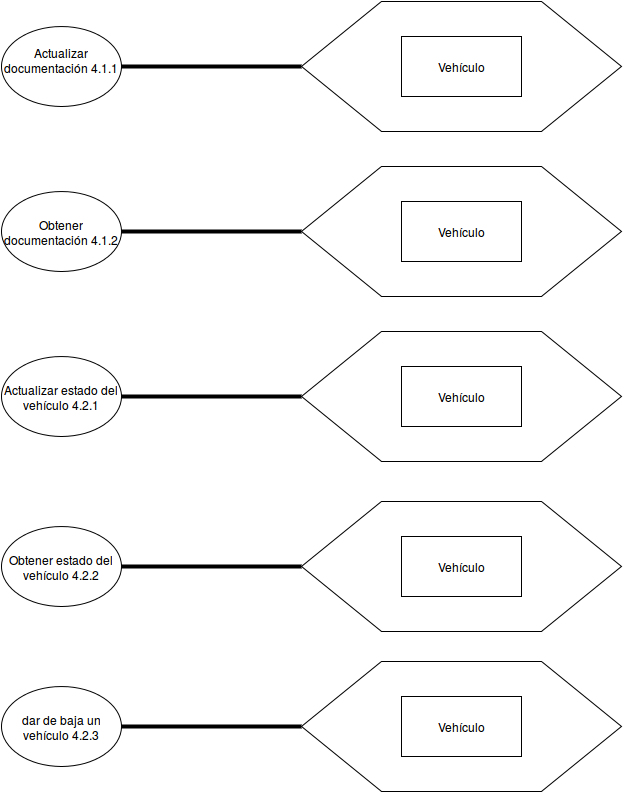 Actualizar
documentación 4.1.1
Vehículo
Obtener
documentación 4.1.2
Vehículo
Actualizar estado del
vehículo 4.2.1
Vehículo
Obtener estado del
vehículo 4.2.2
Vehículo
dar de baja un
vehículo 4.2.3
Vehículo